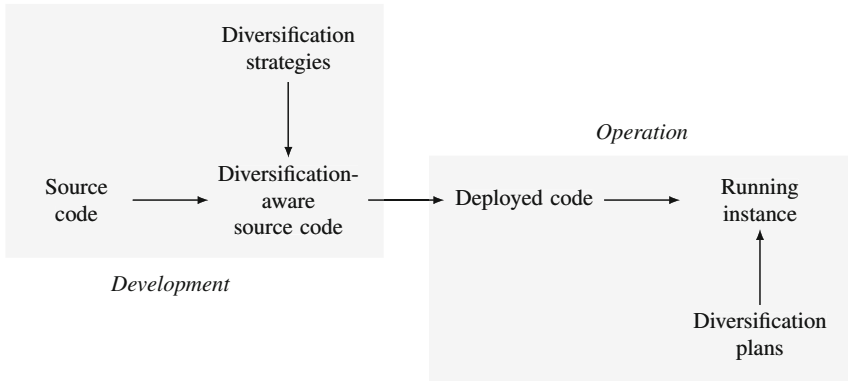 Diversification
strategies
Operation
Source
code
Diversification-
aware
source code
Deployed code
Running
instance
Development
Diversification
plans